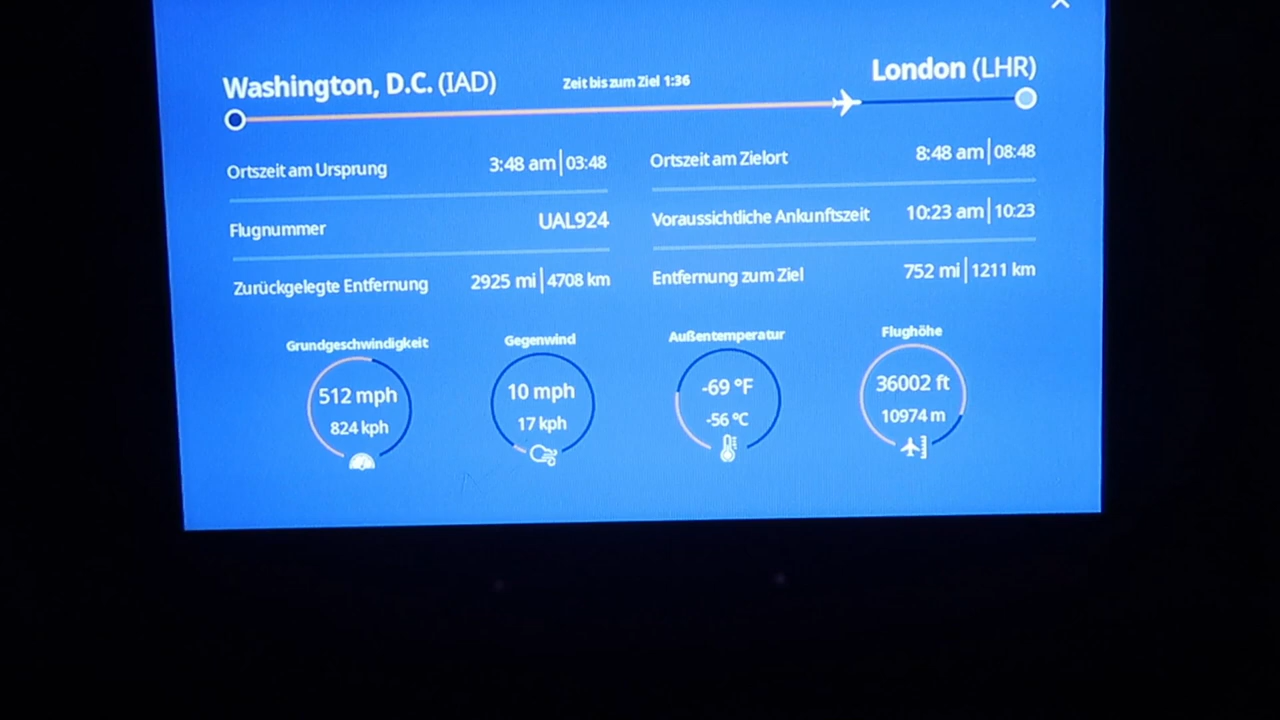 Washington, D.C. (IAD) Zeit bis zum Ziel 1:36 London (LHR)
Ortszeit am Ursprung 3:48 am|03:48 Ortszeit am Zielort 8:48 am|08:48
Flugnummer UAL924 Voraussichtliche Ankunftszeit 10:23 am|10:23
Zurückgelegte Entfernung 2925 mi|4708 km Entfernung zum Ziel 752 mi|1211 km
Grundgeschwindigkeit Gegenwind Außentemperatur Flughöhe
512 mph 10 mph -69 °F 36002 ft
824 kph 17 kph -56 °C 10974 m